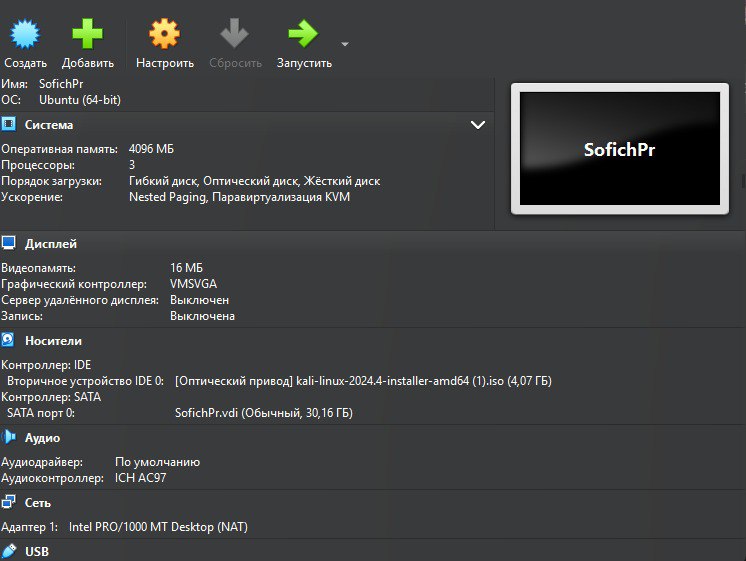 Создать Добавить Настроить Сбросить Запустить
Имя: SofichPr
ОС: Ubuntu (64-bit)
Система
Оперативная память: 4096 МБ
Процессоры: 3
Порядок загрузки: Гибкий диск, Оптический диск, Жёсткий диск
Ускорение: Nested Paging, Паравиртуализация KVM
SofichPr
Дисплей
Видеопамять: 16 МБ
Графический контроллер: VMSVGA
Сервер удалённого дисплея: Выключен
Запись: Выключена
Носители
Контроллер: IDE
Вторичное устройство IDE 0: [Оптический привод] kali-linux-2024.4-installer-amd64 (1).iso (4,07 ГБ)
Контроллер: SATA
SATA порт 0: SofichPr.vdi (Обычный, 30,16 ГБ)
Аудио
Аудиодрайвер: По умолчанию
Аудиоконтроллер: ICH AC97
Сеть
Адаптер 1: Intel PRO/1000 MT Desktop (NAT)
USB